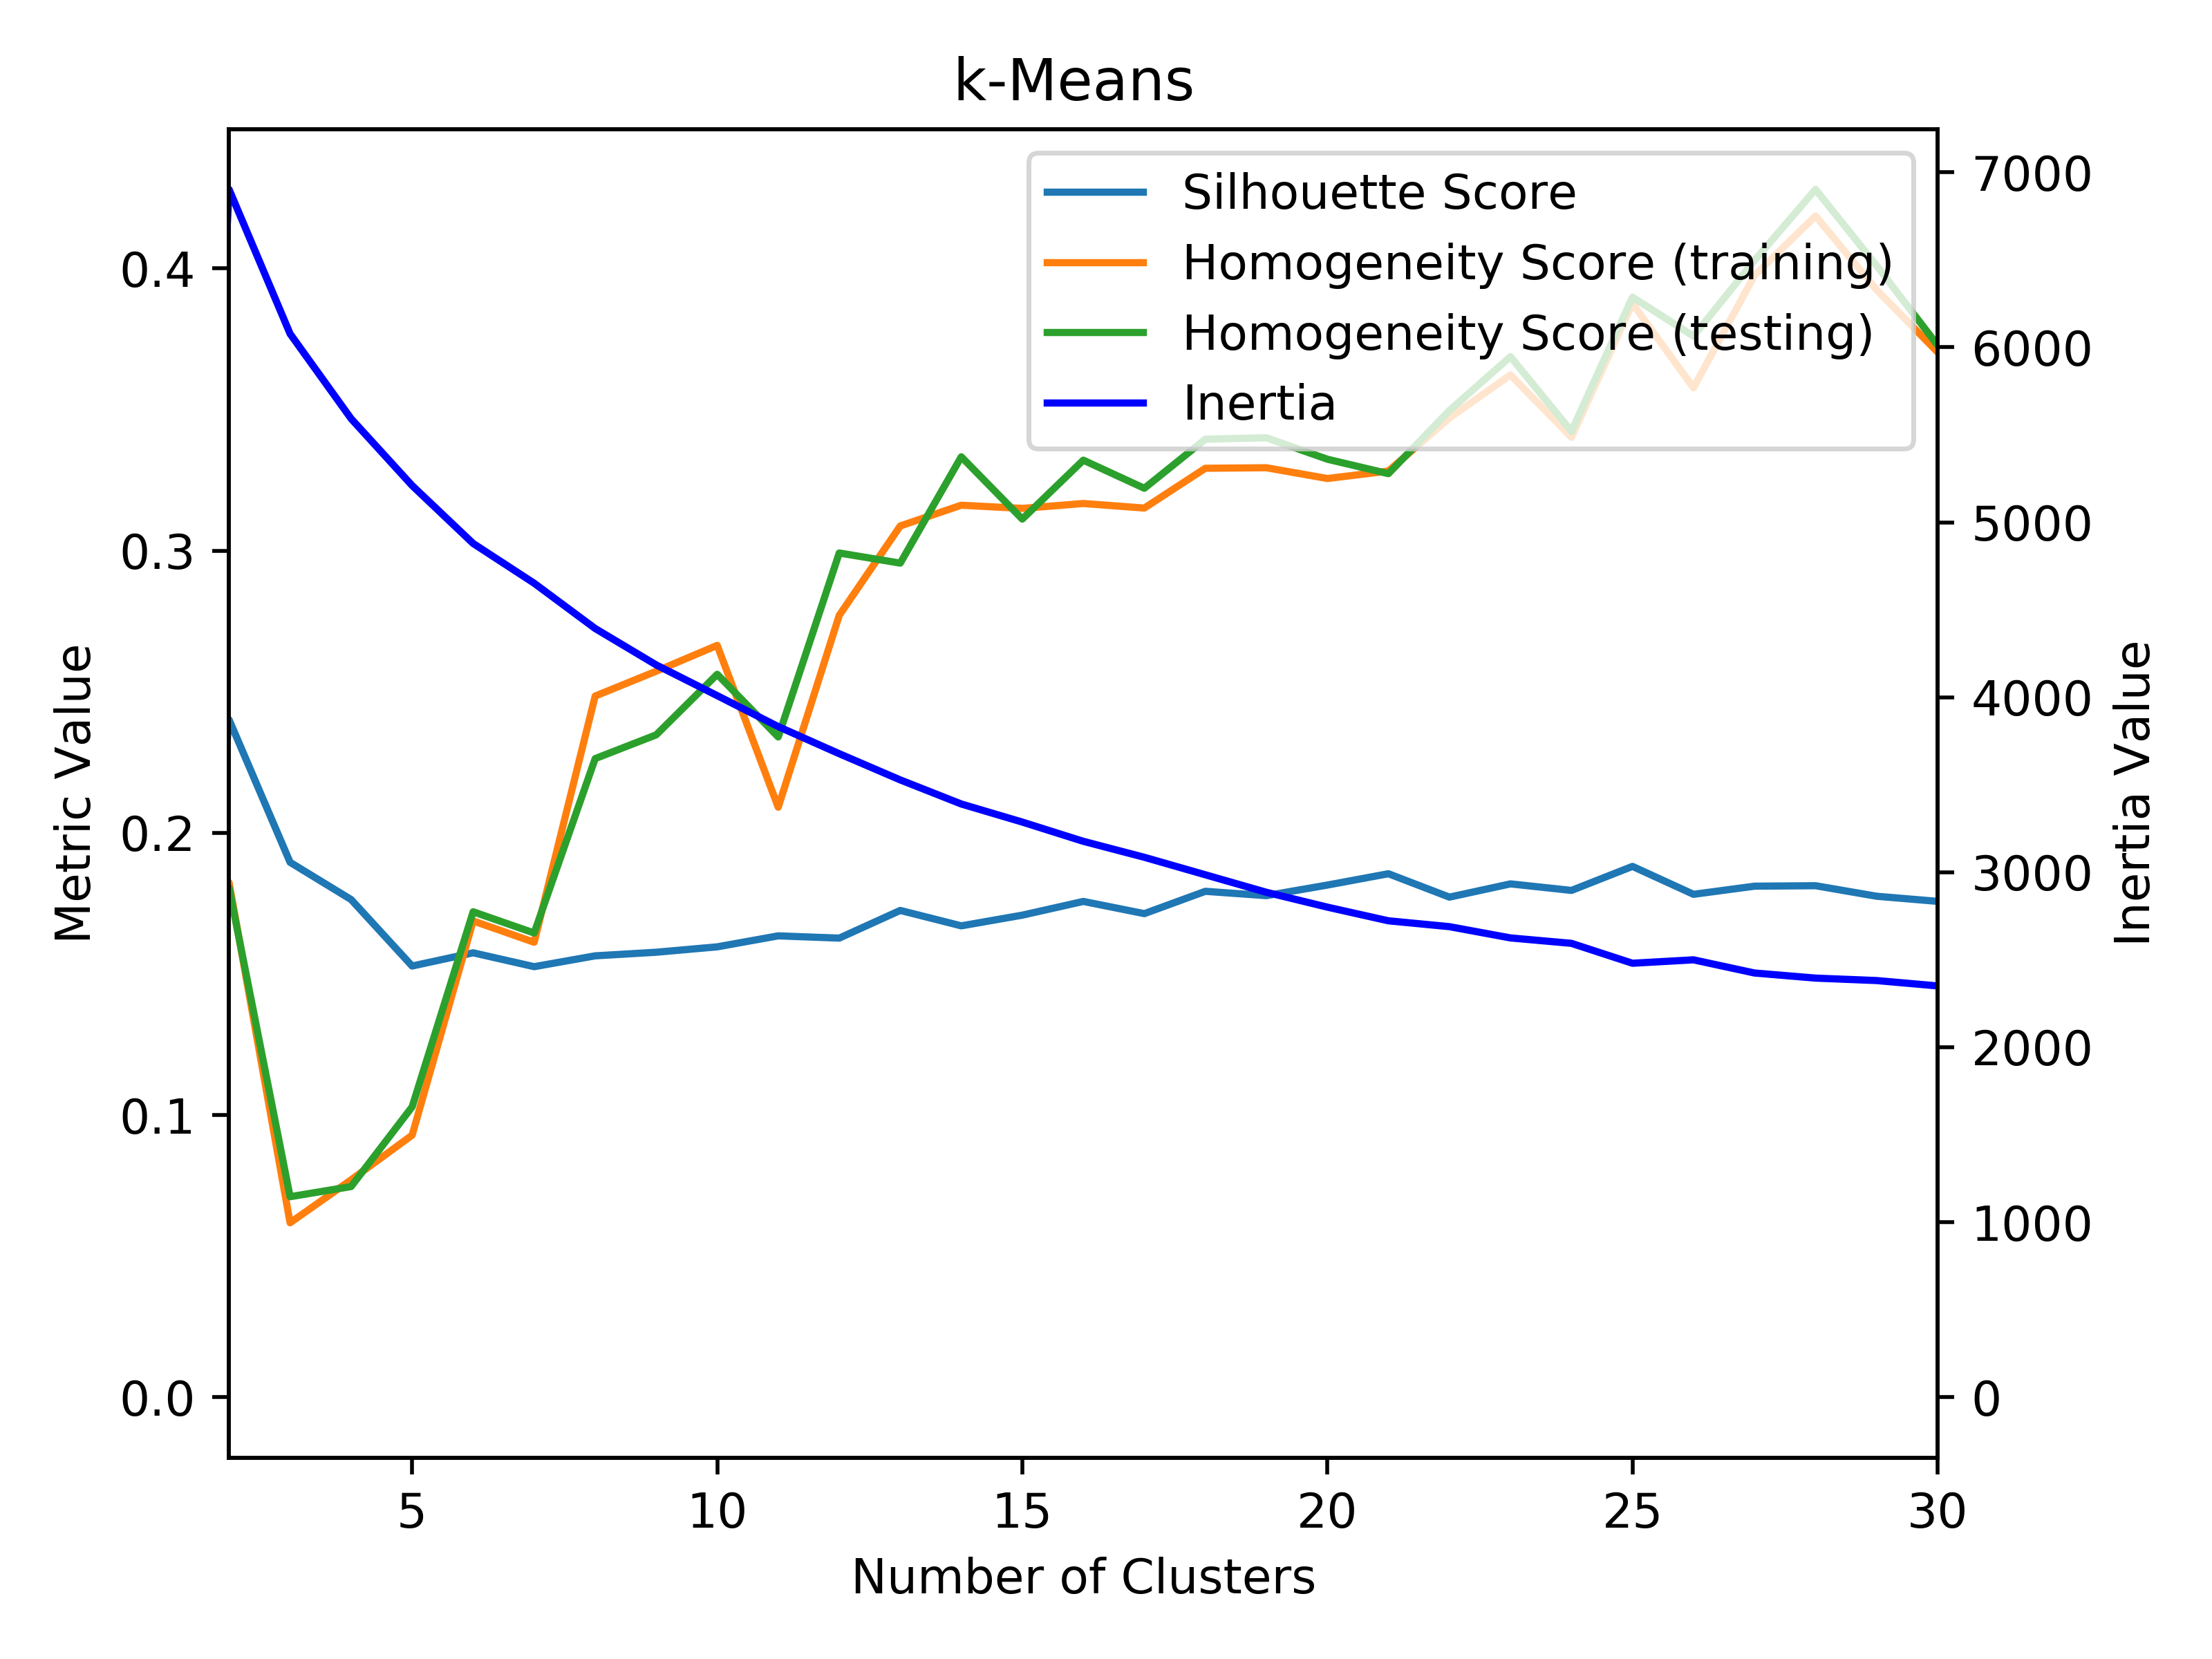 k-Means
Silhouette Score
Homogeneity Score (training)
Homogeneity Score (testing)
Inertia
Metric Value
0.4
0.3
0.2
0.1
0.0
7000
6000
5000
4000
3000
2000
1000
0
Inertia Value
5 10 15 20 25 30
Number of Clusters